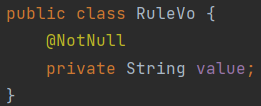 public class RuleVo {
    @NotNull
    private String value;
}